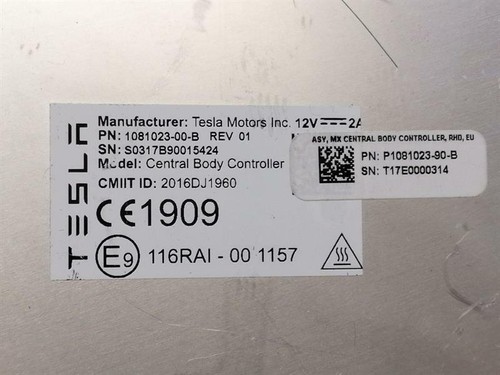 TESLA
Manufacturer: Tesla Motors Inc. 12V 2A
PN: 1081023-00-B REV 01
SN: S0317B90015424
Model: Central Body Controller
CMIIT ID: 2016DJ1960
CE1909
E9 116RAI - 00 1157
ASY, MX CENTRAL BODY CONTROLLER, RHD, EU
PN: P1081023-90-B
SN: T17E0000314